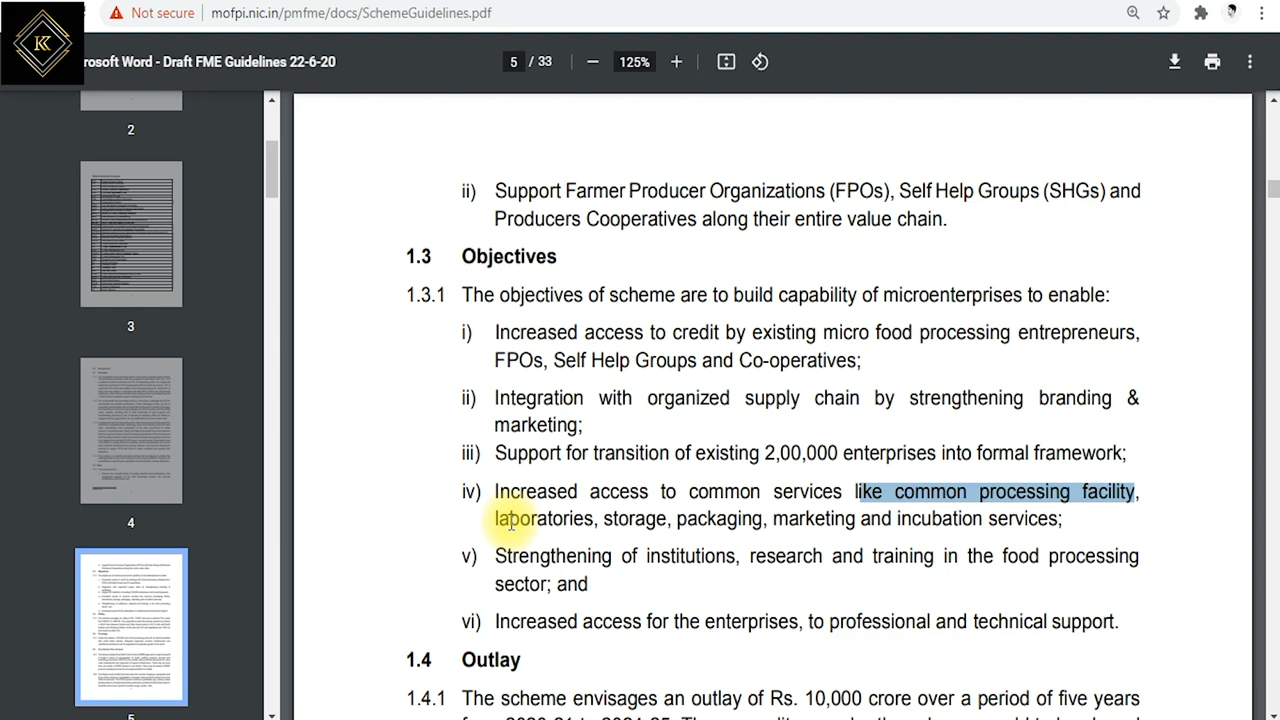 Not secure mofpi.nic.in/pmfme/docs/SchemeGuidelines.pdf
K
rosoft Word - Draft FME Guidelines 22-6-20 5 / 33 125%
2
3
4
5
ii) Support Farmer Producer Organizations (FPOs), Self Help Groups (SHGs) and
Producers Cooperatives along their entire value chain.
1.3 Objectives
1.3.1 The objectives of scheme are to build capability of microenterprises to enable:
i) Increased access to credit by existing micro food processing entrepreneurs,
FPOs, Self Help Groups and Co-operatives;
ii) Integration with organized supply chain by strengthening branding &
marketing;
iii) Support for transition of existing 2,00,000 enterprises into formal framework;
iv) Increased access to common services like common processing facility,
laboratories, storage, packaging, marketing and incubation services;
v) Strengthening of institutions, research and training in the food processing
sector; and
vi) Increased access for the enterprises, to professional and technical support.
1.4 Outlay
1.4.1 The scheme envisages an outlay of Rs. 10,000 crore over a period of five years